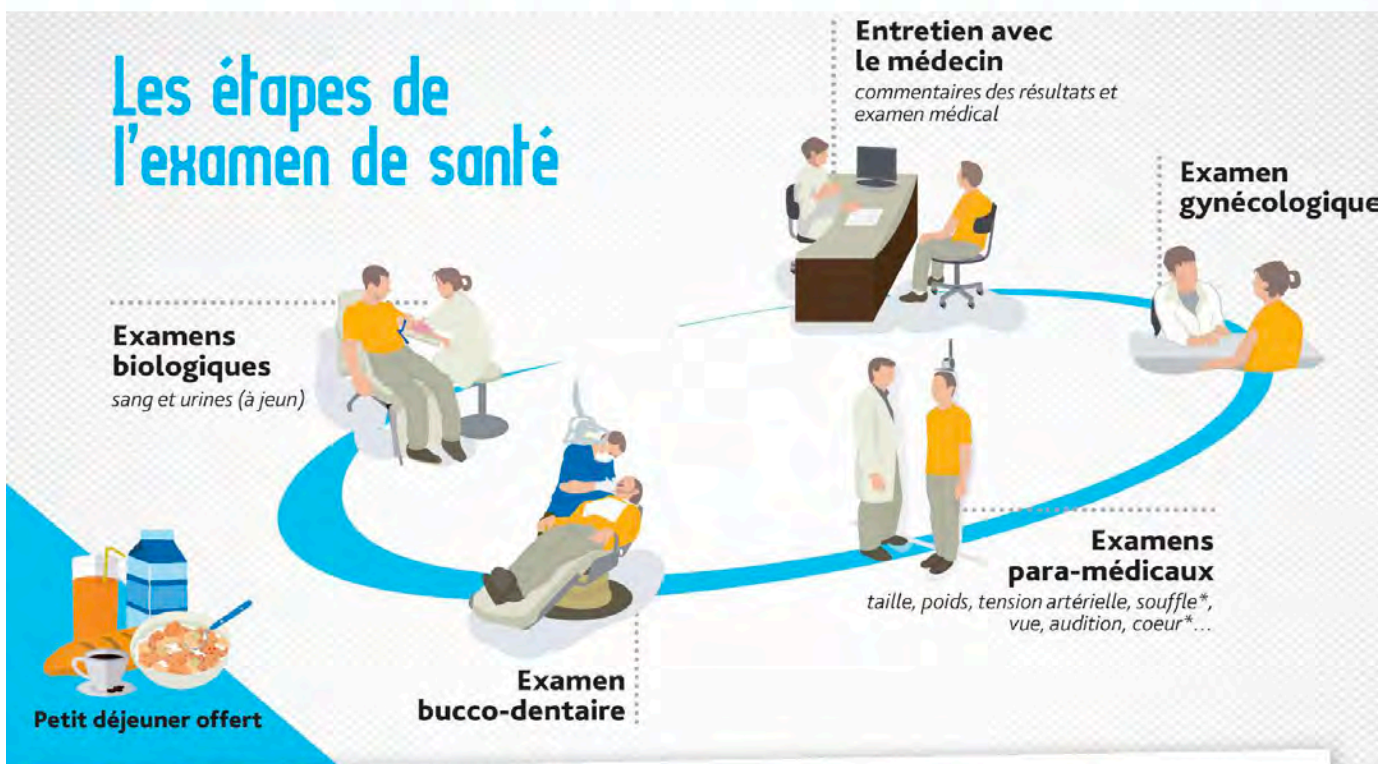 Les étapes de
l'examen de santé
Entretien avec
le médecin
commentaires des résultats et
examen médical
Examen
gynécologique
Examens
biologiques
sang et urines (à jeun)
Examens
para-médicaux
taille, poids, tension artérielle, souffle*,
vue, audition, coeur*...
Examen
bucco-dentaire
Petit déjeuner offert